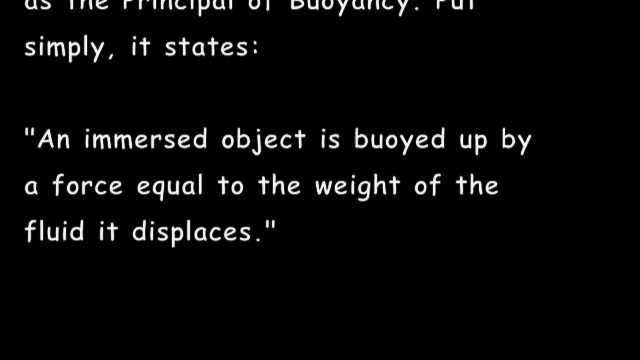 as the Principal of Buoyancy. Put
simply, it states:
"An immersed object is buoyed up by
a force equal to the weight of the
fluid it displaces."